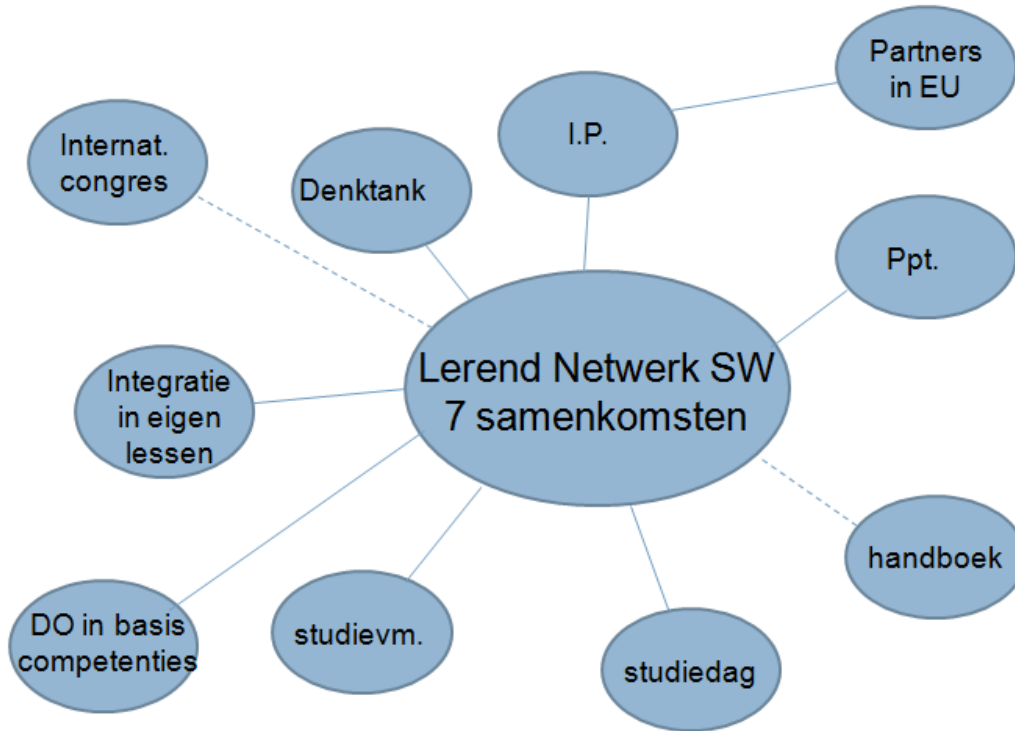 Partners
in EU
I.P.
Internat.
congres
Denktank
Ppt.
Lerend Netwerk SW
7 samenkomsten
Integratie
in eigen
lessen
handboek
DO in basis
competenties
studievm.
studiedag